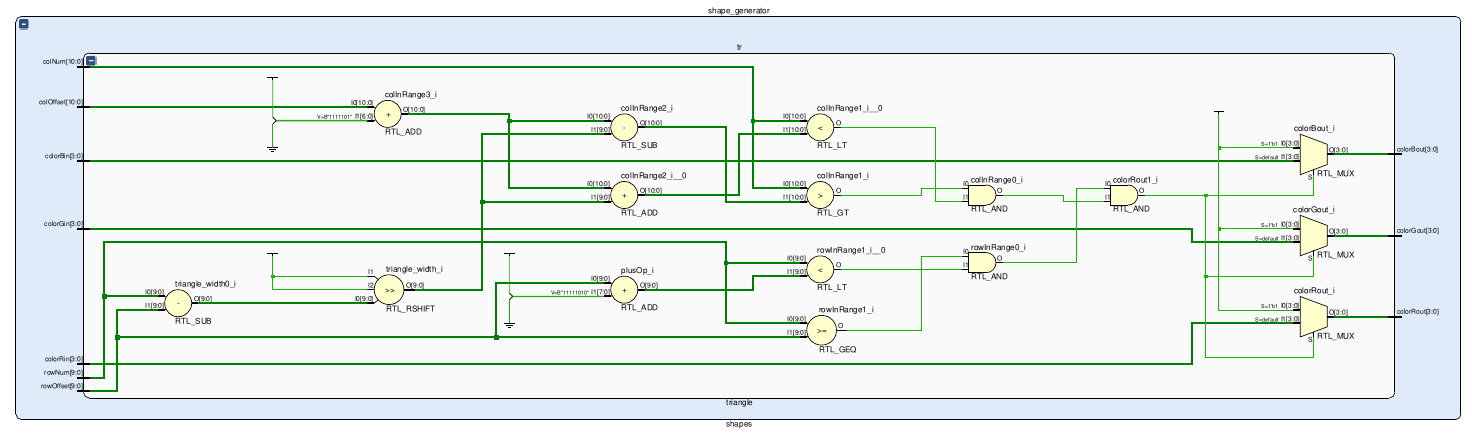 shape_generator
tr
colNum[10:0]
colOffset[10:0]
colorBin[3:0]
colorGin[3:0]
colorRin[3:0]
rowNum[9:0]
rowOffset[9:0]
colInRange3_i
I0[10:0]
V=B"1111101" I1[6:0]
+
O[10:0]
RTL_ADD
colInRange2_i
I0[10:0]
I1[9:0]
-
O[10:0]
RTL_SUB
colInRange2_i__0
I0[10:0]
I1[9:0]
+
O[10:0]
RTL_ADD
colInRange1_i__0
I0[10:0]
I1[10:0]
<
O
RTL_LT
colInRange1_i
I0[10:0]
I1[10:0]
>
O
RTL_GT
colInRange0_i
I0
I1
O
RTL_AND
colorRout1_i
I0
I1
O
RTL_AND
triangle_width0_i
I0[9:0]
I1[9:0]
-
O[9:0]
RTL_SUB
triangle_width_i
I1
I2
I0[9:0]
>>
O[9:0]
RTL_RSHIFT
plusOp_i
I0[9:0]
V=B"11111010" I1[7:0]
+
O[9:0]
RTL_ADD
rowInRange1_i__0
I0[9:0]
I1[9:0]
<
O
RTL_LT
rowInRange1_i
I0[9:0]
I1[9:0]
>=
O
RTL_GEQ
rowInRange0_i
I0
I1
O
RTL_AND
colorBout_i
S=1'b1 I0[3:0]
S=default I1[3:0]
S
O[3:0]
RTL_MUX
colorGout_i
S=1'b1 I0[3:0]
S=default I1[3:0]
S
O[3:0]
RTL_MUX
colorRout_i
S=1'b1 I0[3:0]
S=default I1[3:0]
S
O[3:0]
RTL_MUX
colorBout[3:0]
colorGout[3:0]
colorRout[3:0]
triangle
shapes